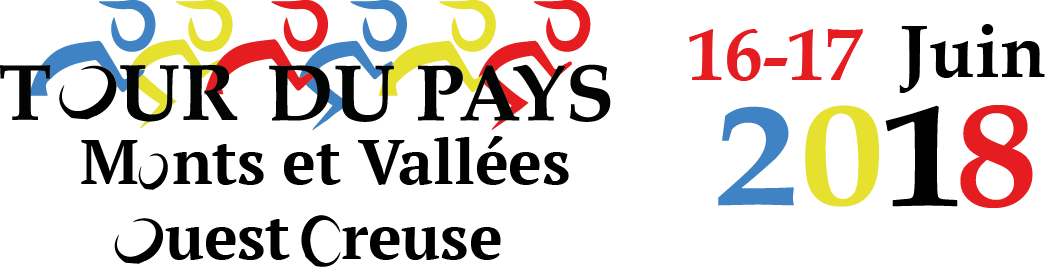 TOUR DU PAYS
Monts et Vallées
Ouest Creuse
16-17 Juin
2018